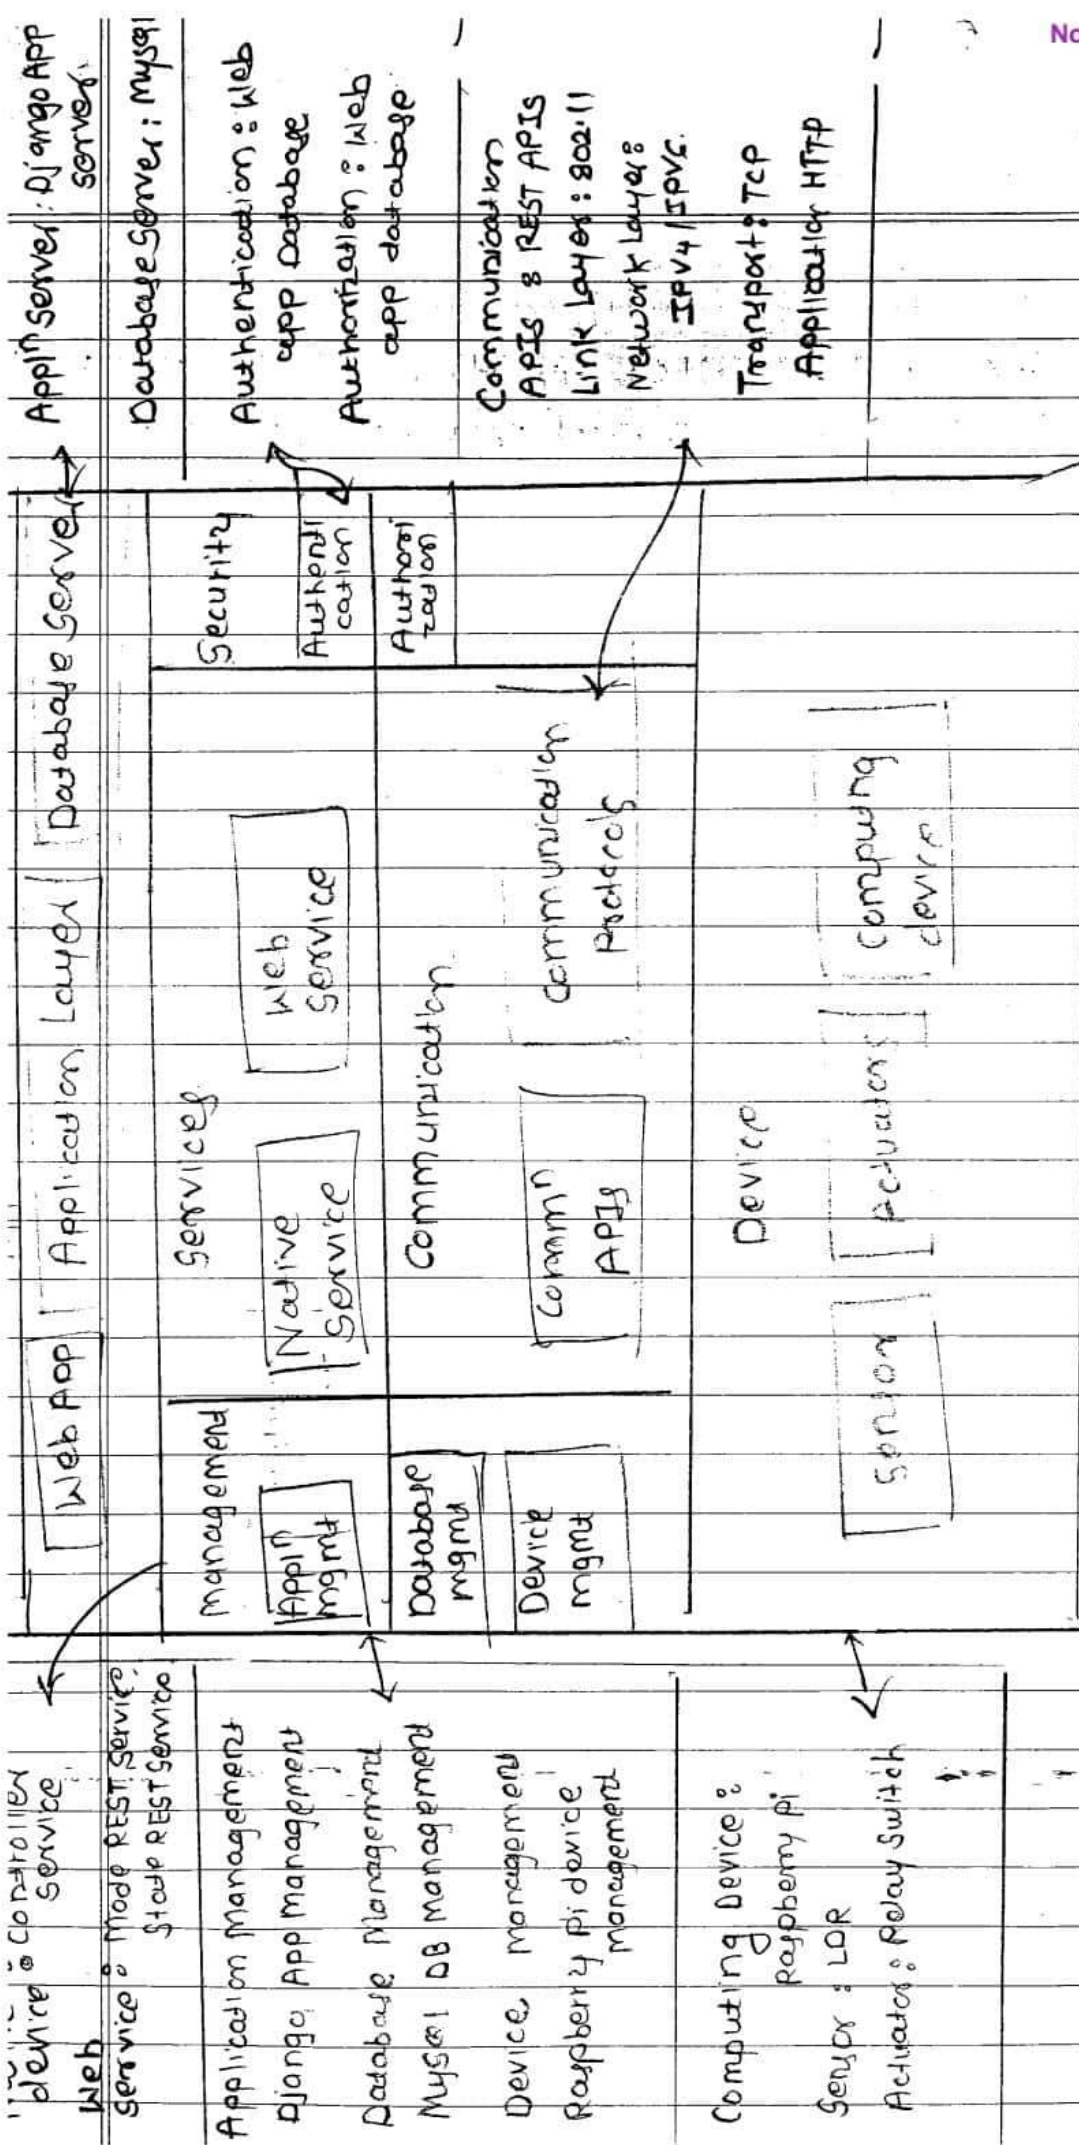 device : Controller
Service
Web
Service : Mode REST Service
State REST Service
Application Management
Django App management
Database Management
Mysql DB management
Device management
Raspberry Pi device
management
Computing Device :
Raspberry Pi
Sensor : LDR
Actuator : Relay Switch
Web App
Application Layer
Database Server
management
Appln
mgmt
Database
mgmt
Device
mgmt
Services
Native
Service
Web
Service
Communication
Commn
APIs
Communication
Protocols
Security
Authenti
cation
Authori
zation
Device
Sensor
Actuators
Computing
device
Appln Server : Django App
Server.
Database Server : Mysql
Authentication : Web
app Database
Authorization : Web
app database
Communication
APIs : REST APIs
Link Layer : 802.11
Network Layer :
IPV4 / IPV6
Transport : TCP
Application HTTP
No